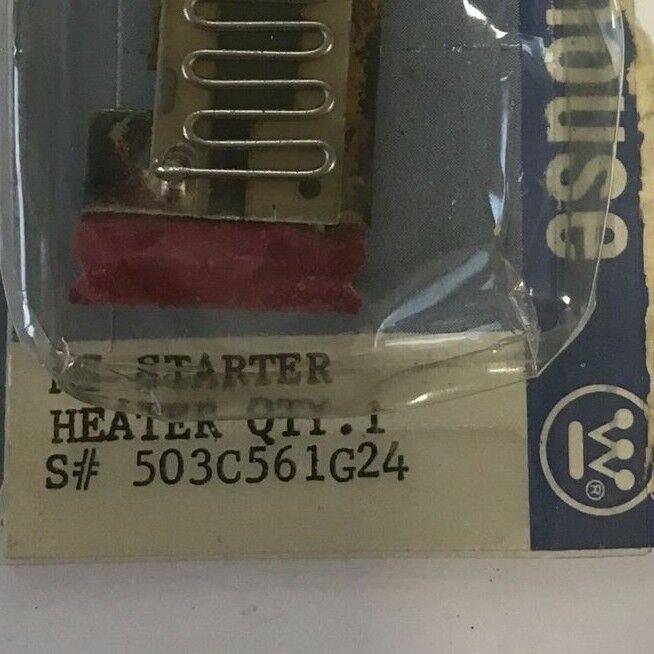 STARTER
HEATER QTY.1
S# 503C561G24
house
W
®